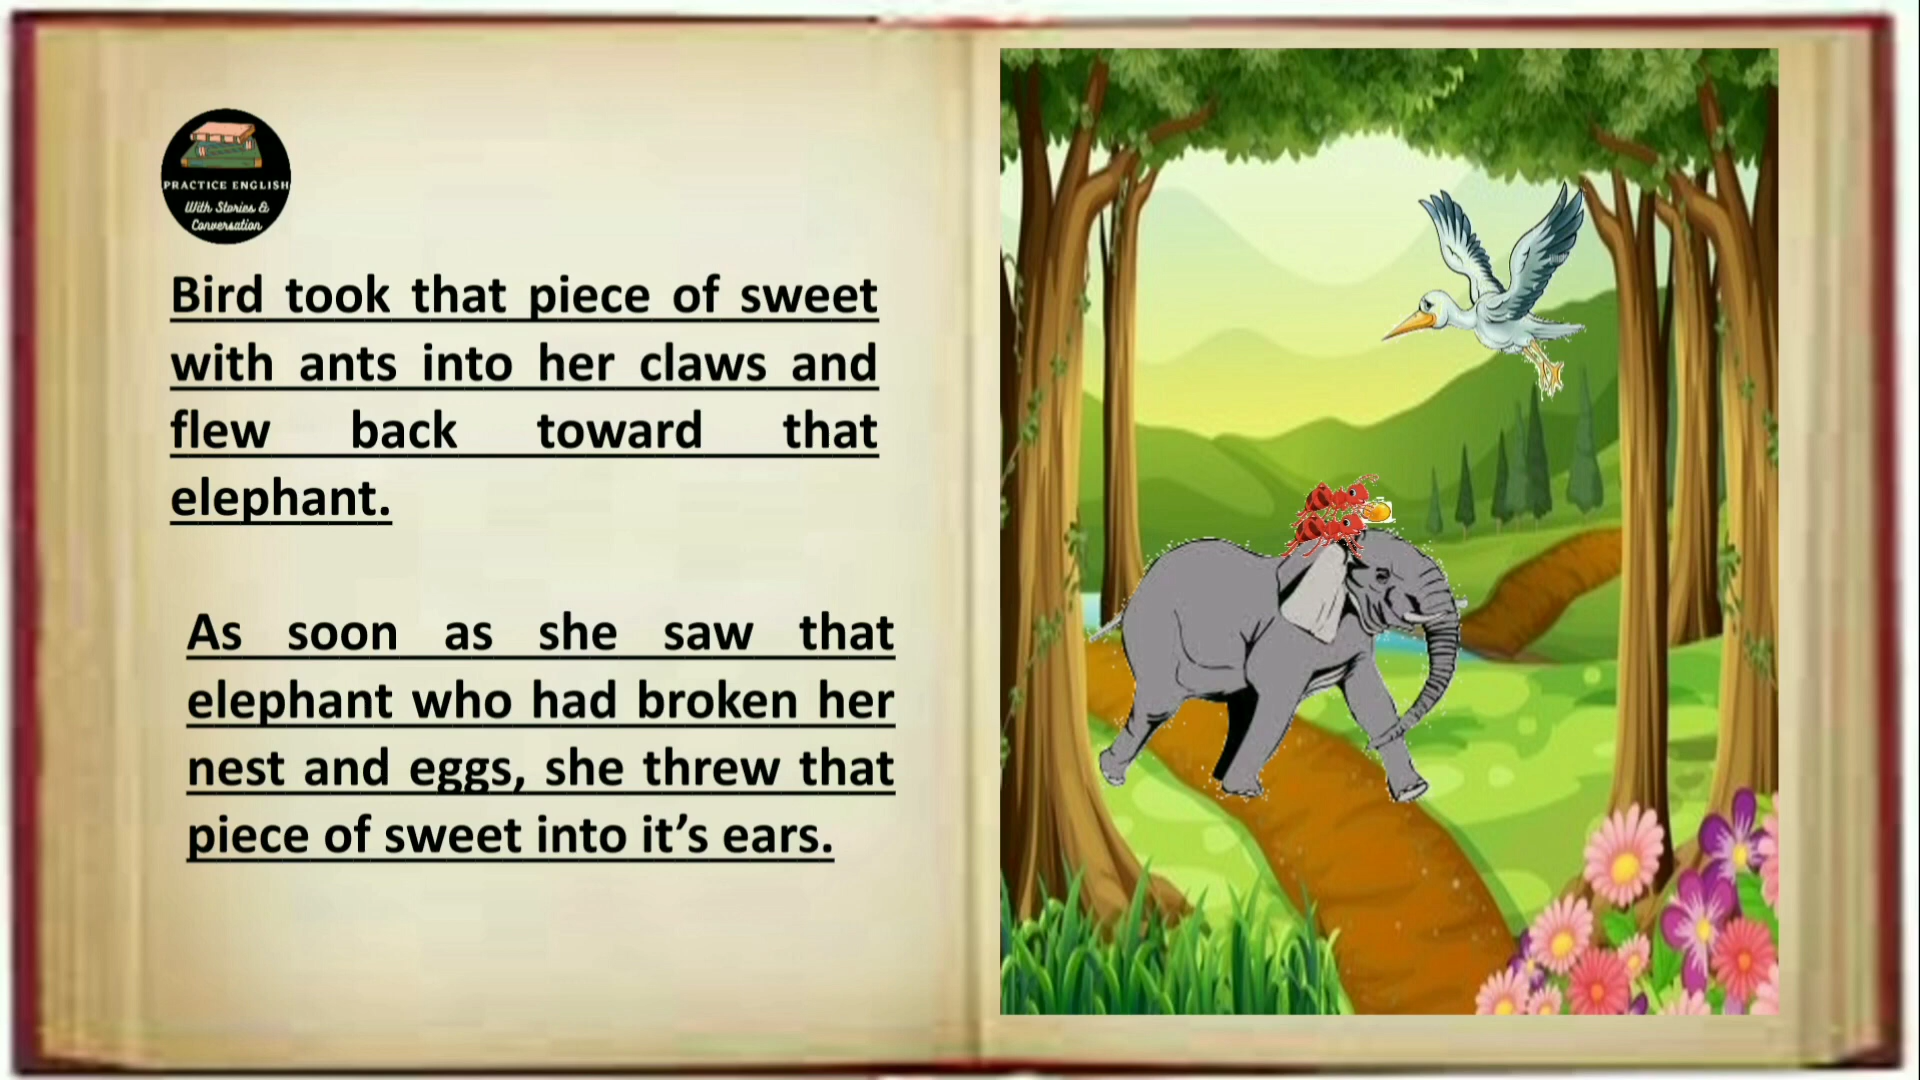 PRACTICE ENGLISH
With Stories &
Conversation
Bird took that piece of sweet
with ants into her claws and
flew back toward that
elephant.
As soon as she saw that
elephant who had broken her
nest and eggs, she threw that
piece of sweet into it’s ears.